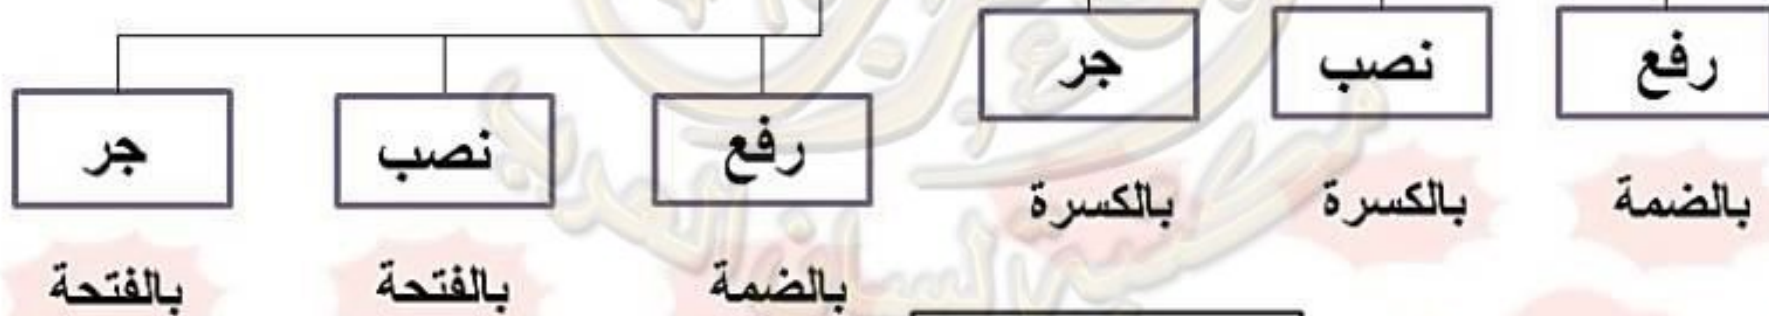 رفع
نصب
جر
بالضمة
بالكسرة
بالكسرة
رفع
نصب
جر
بالضمة
بالفتحة
بالفتحة